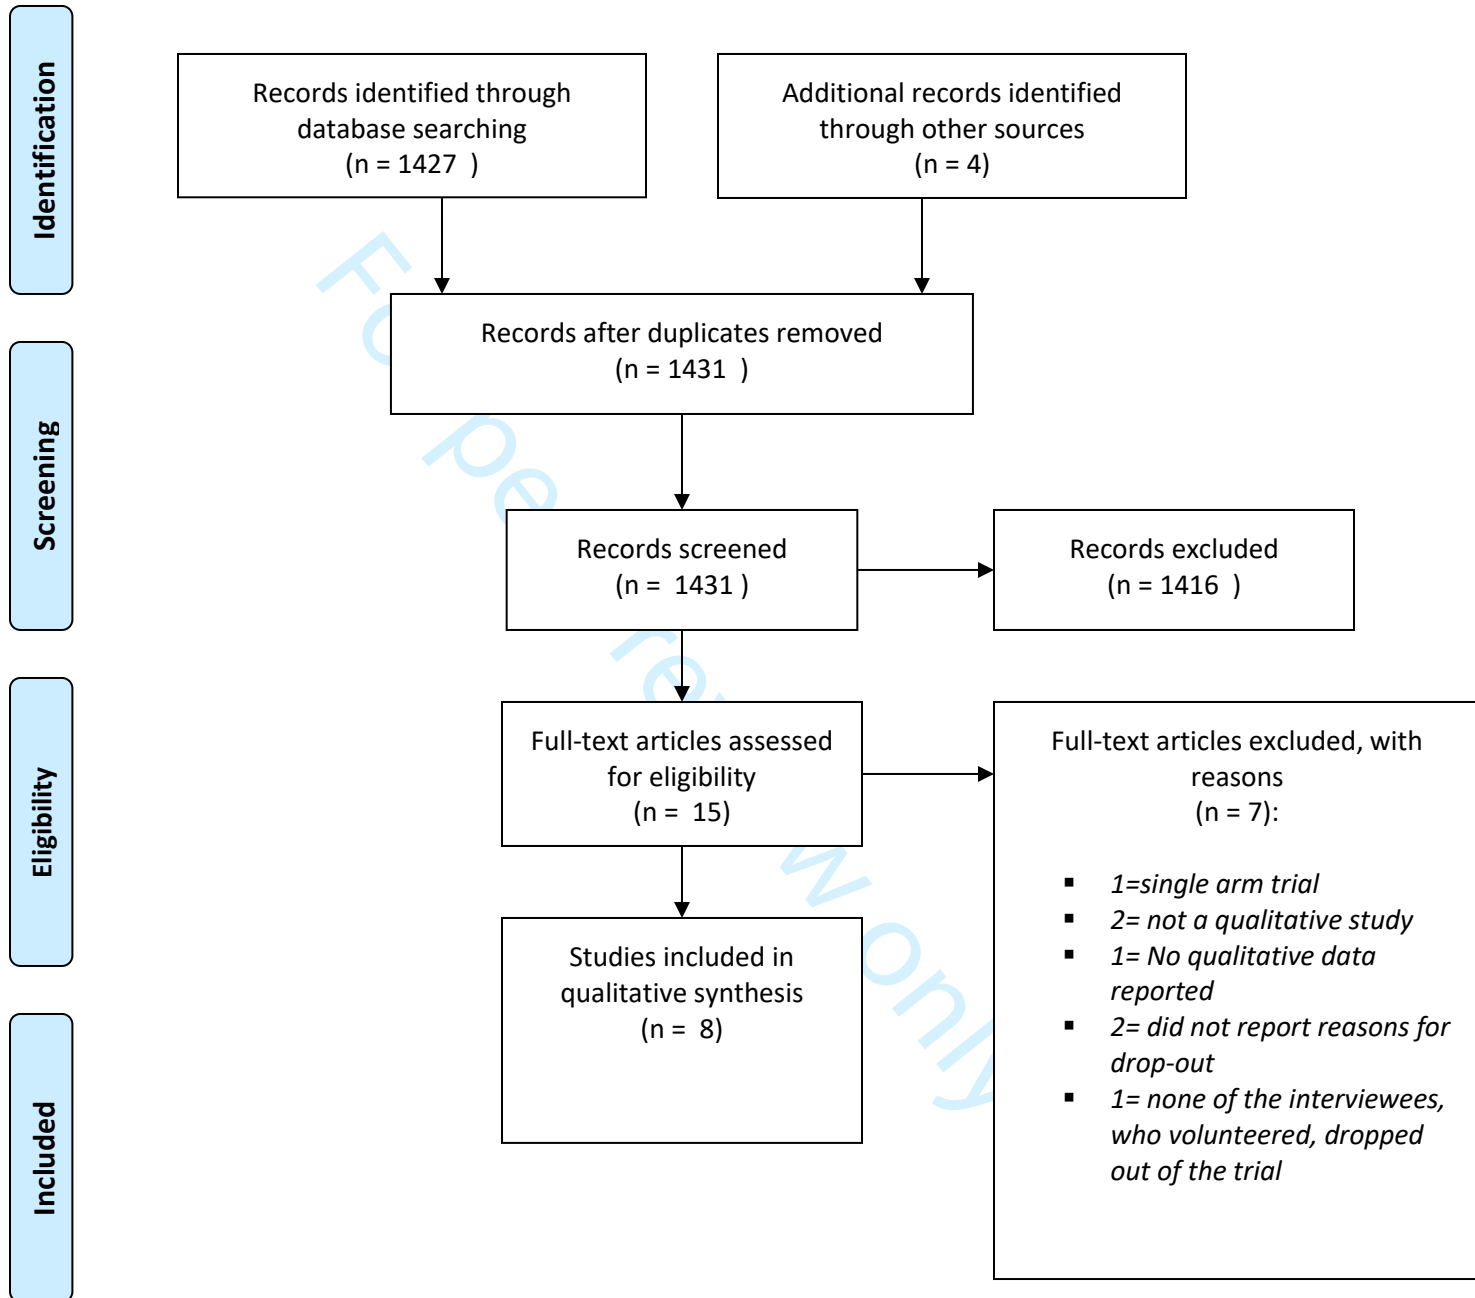 Identification
Records identified through
database searching
(n = 1427  )
Additional records identified
through other sources
(n = 4)
Records after duplicates removed
(n = 1431  )
Screening
Records screened
(n =  1431 )
Records excluded
(n = 1416  )
Eligibility
Full-text articles assessed
for eligibility
(n =  15)
Full-text articles excluded, with
reasons
(n = 7):
▪ 1=single arm trial
▪ 2= not a qualitative study
▪ 1= No qualitative data
reported
▪ 2= did not report reasons for
drop-out
▪ 1= none of the interviewees,
who volunteered, dropped
out of the trial
Included
Studies included in
qualitative synthesis
(n =  8)